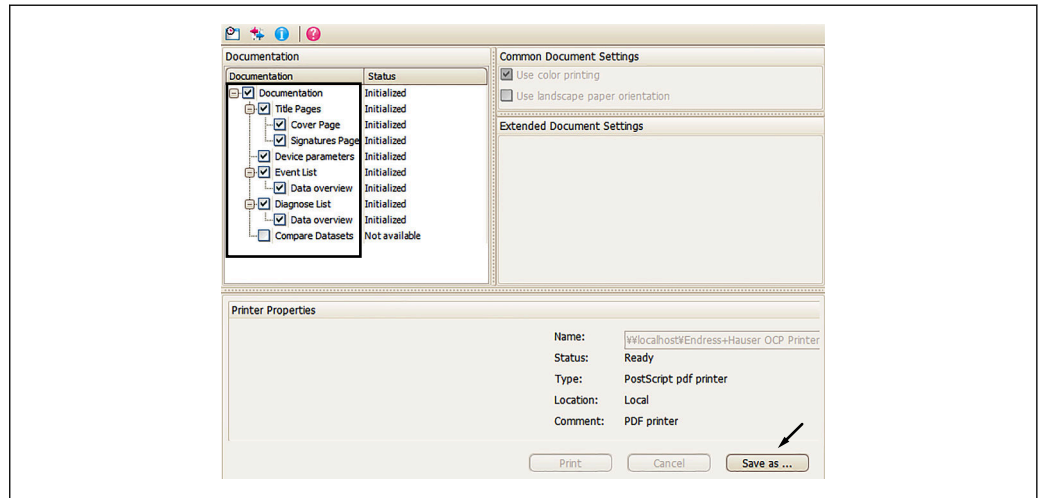 Documentation
Common Document Settings
Documentation Status
Documentation Initialized
Title Pages Initialized
Cover Page Initialized
Signatures Page Initialized
Device parameters Initialized
Event List Initialized
Data overview Initialized
Diagnose List Initialized
Data overview Initialized
Compare Datasets Not available
Use color printing
Use landscape paper orientation
Extended Document Settings
Printer Properties
Name: ₩₩localhost₩Endress+Hauser OCP Printer
Status: Ready
Type: PostScript pdf printer
Location: Local
Comment: PDF printer
Print Cancel Save as ...